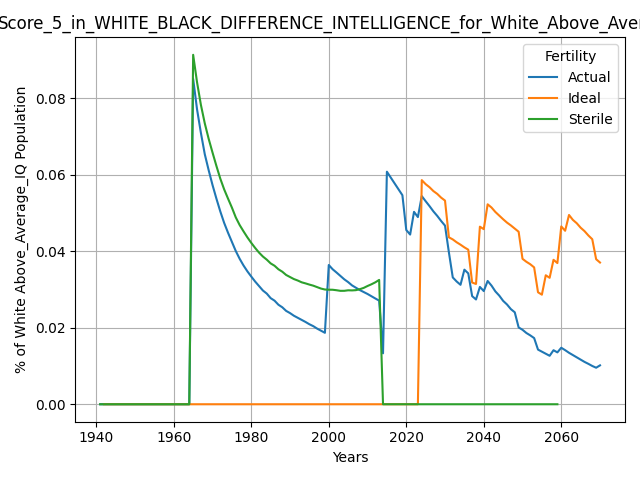 Score_5_in_WHITE_BLACK_DIFFERENCE_INTELLIGENCE_for_White_Above_Aver
Fertility
Actual
Ideal
Sterile
% of White Above_Average_IQ Population
0.08
0.06
0.04
0.02
0.00
1940 1960 1980 2000 2020 2040 2060
Years